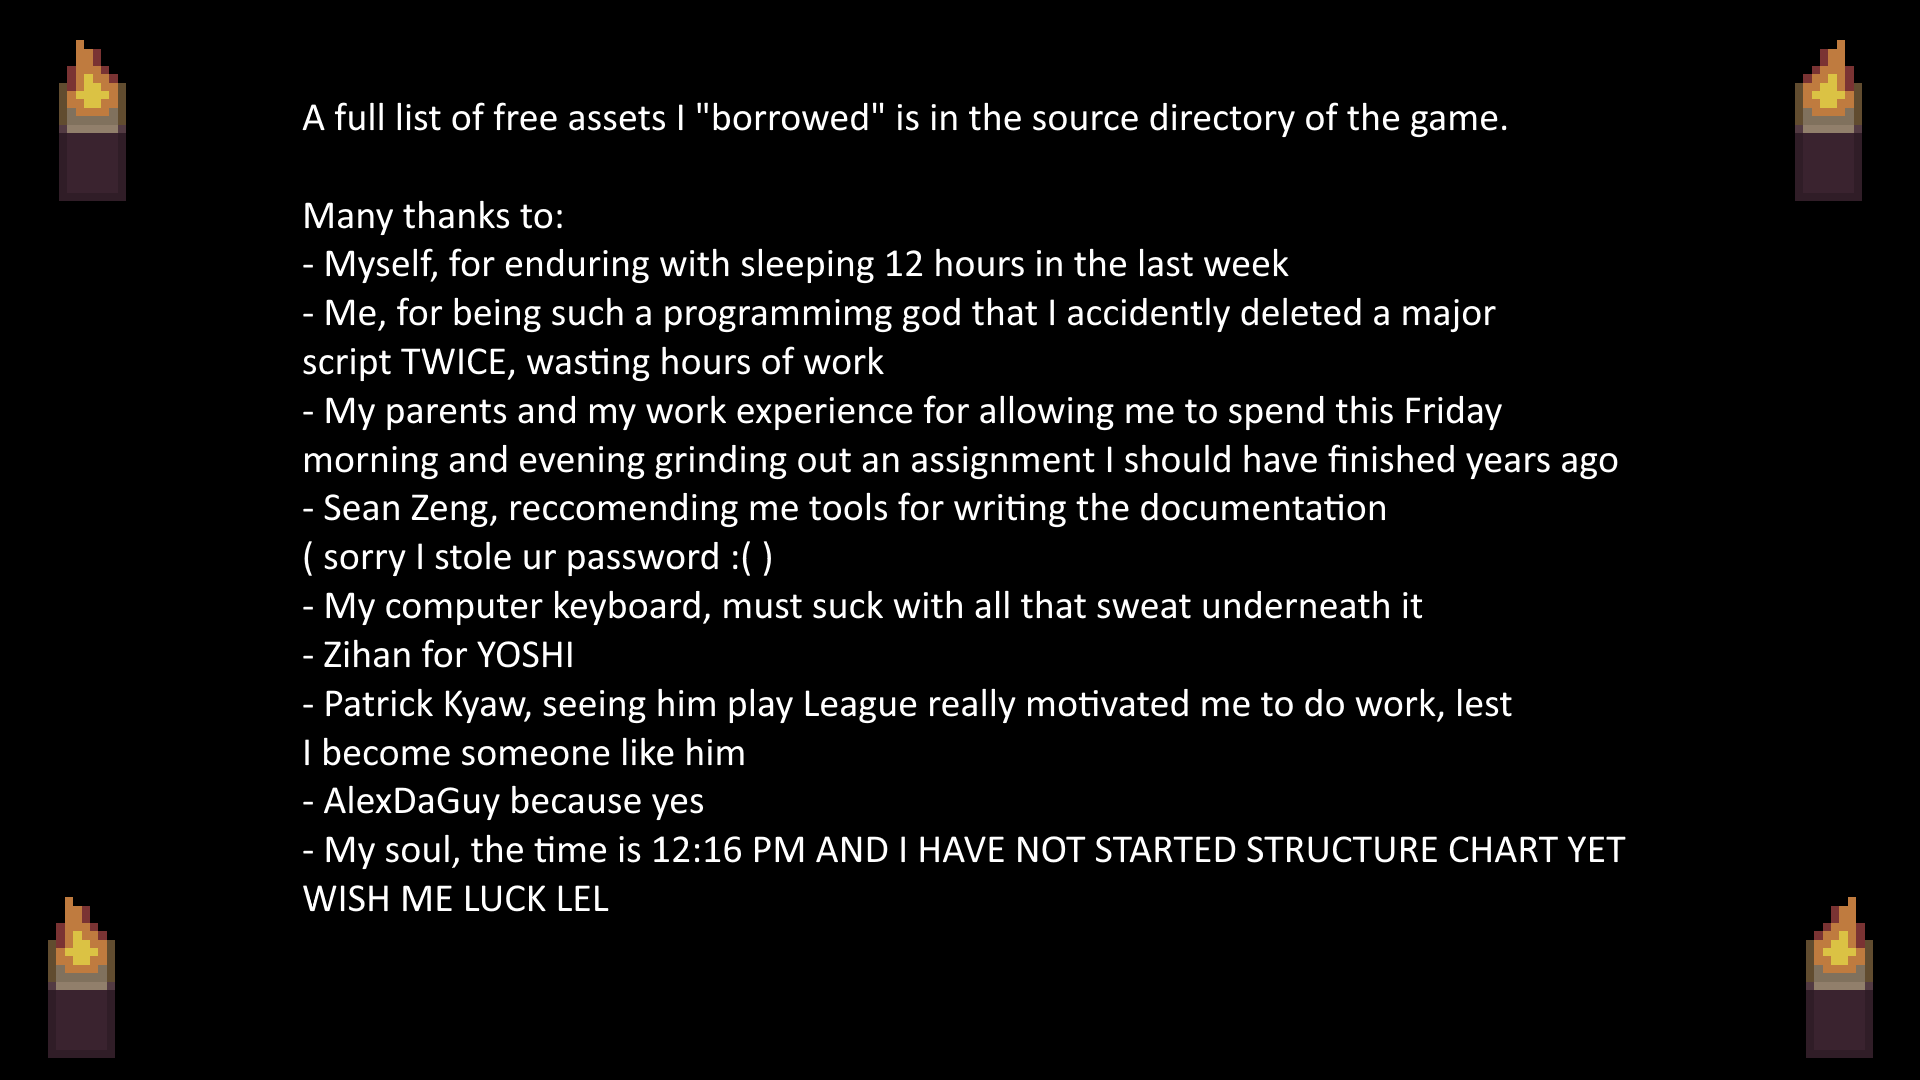 A full list of free assets I "borrowed" is in the source directory of the game.
Many thanks to:
- Myself, for enduring with sleeping 12 hours in the last week
- Me, for being such a programmimg god that I accidently deleted a major
script TWICE, wasting hours of work
- My parents and my work experience for allowing me to spend this Friday
morning and evening grinding out an assignment I should have finished years ago
- Sean Zeng, reccomending me tools for writing the documentation
( sorry I stole ur password :( )
- My computer keyboard, must suck with all that sweat underneath it
- Zihan for YOSHI
- Patrick Kyaw, seeing him play League really motivated me to do work, lest
I become someone like him
- AlexDaGuy because yes
- My soul, the time is 12:16 PM AND I HAVE NOT STARTED STRUCTURE CHART YET
WISH ME LUCK LEL